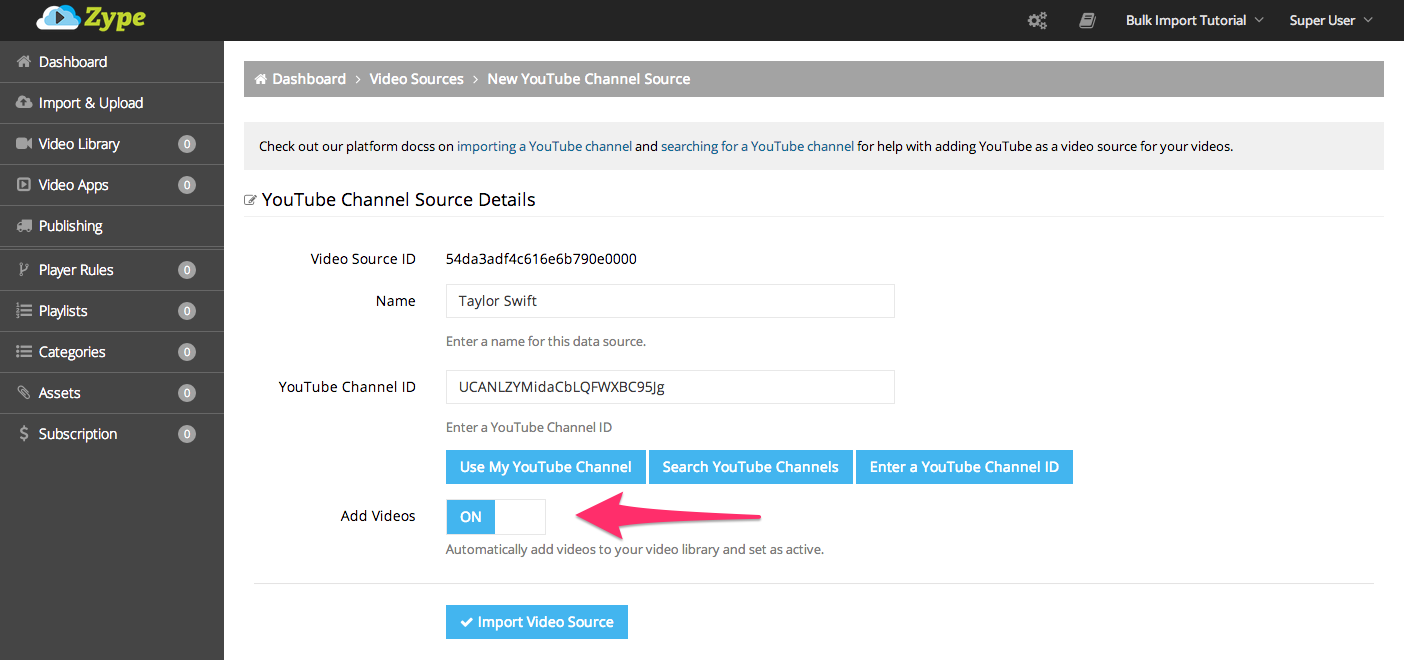 Zype
Bulk Import Tutorial
Super User
Dashboard
Import & Upload
Video Library 0
Video Apps 0
Publishing
Player Rules 0
Playlists 0
Categories 0
Assets 0
Subscription 0
Dashboard > Video Sources > New YouTube Channel Source
Check out our platform docss on importing a YouTube channel and searching for a YouTube channel for help with adding YouTube as a video source for your videos.
YouTube Channel Source Details
Video Source ID 54da3adf4c616e6b790e0000
Name Taylor Swift
Enter a name for this data source.
YouTube Channel ID UCANLZYMidaCbLQFWXBC95Jg
Enter a YouTube Channel ID
Use My YouTube Channel Search YouTube Channels Enter a YouTube Channel ID
Add Videos ON
Automatically add videos to your video library and set as active.
Import Video Source